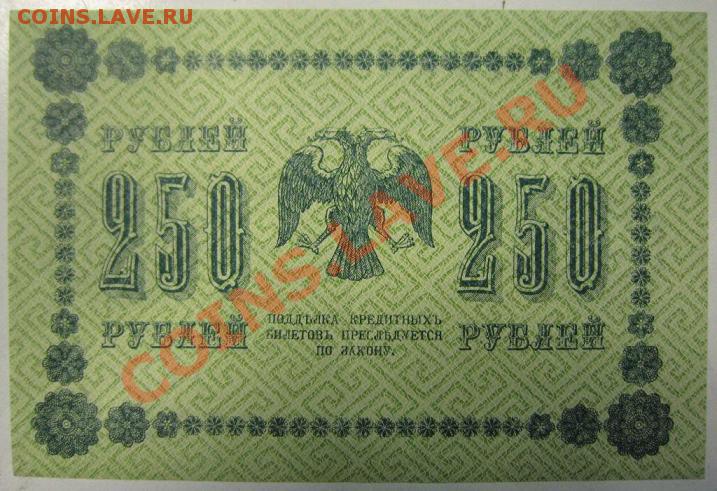 COINS.LAVE.RU
РУБЛЕЙ РУБЛЕЙ
250 250
РУБЛЕЙ РУБЛЕЙ
ПОДДѢЛКА КРЕДИТНЫХЪ
БИЛЕТОВЪ ПРЕСЛѢДУЕТСЯ
ПО ЗАКОНУ.
COINS.LAVE.RU